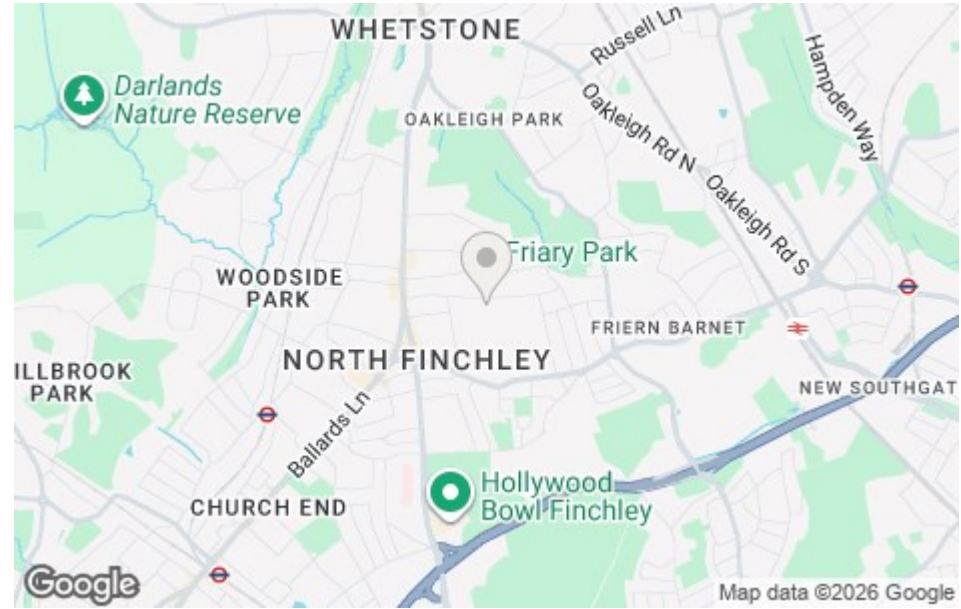 WHETSTONE
Russell Ln
Hampden Way
Darlands
Nature Reserve
OAKLEIGH PARK
Oakleigh Rd N
Oakleigh Rd S
Friary Park
WOODSIDE
PARK
FRIERN BARNET
NORTH FINCHLEY
ILLBROOK
PARK
NEW SOUTHGAT
Ballards Ln
CHURCH END
Hollywood
Bowl Finchley
Google
Map data ©2026 Google